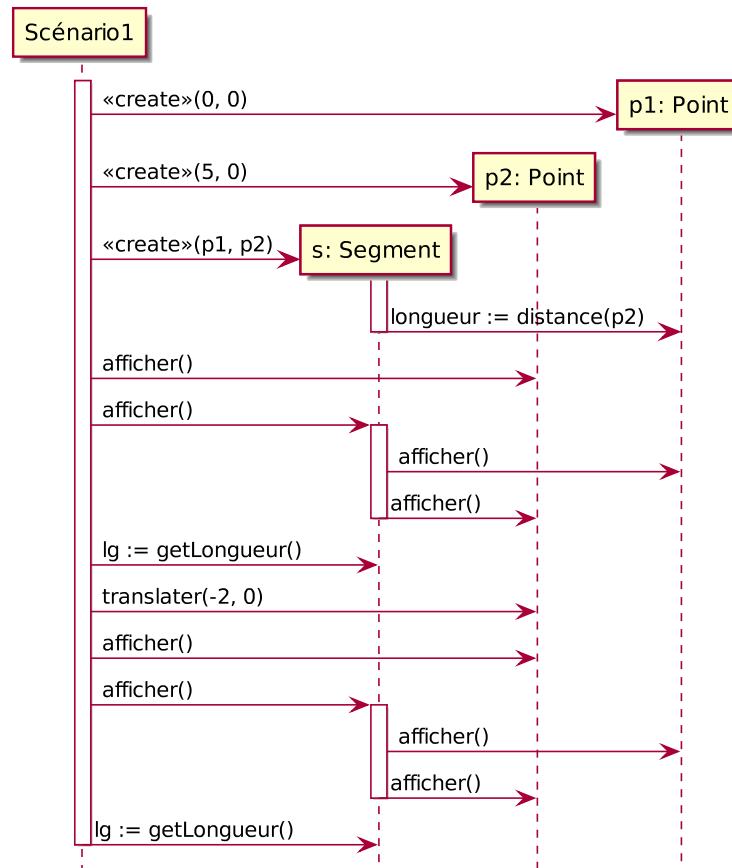 Scénario1
«create»(0, 0)
p1: Point
«create»(5, 0)
p2: Point
«create»(p1, p2)
s: Segment
longueur := distance(p2)
afficher()
afficher()
afficher()
afficher()
lg := getLongueur()
translater(-2, 0)
afficher()
afficher()
afficher()
afficher()
lg := getLongueur()